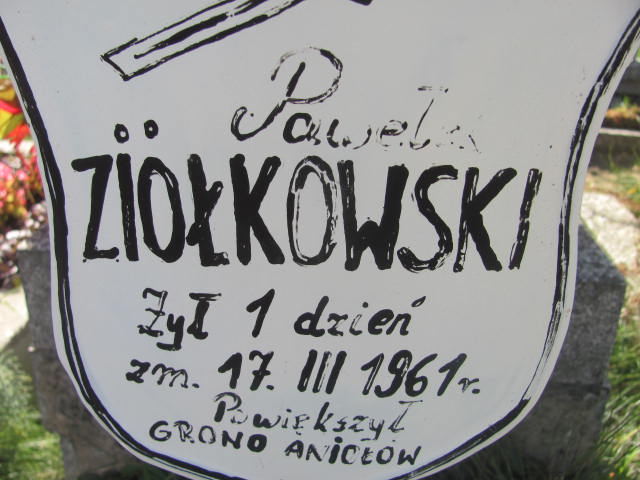 Paweł
ZIÖŁKOWSKI
Żył 1 dzień
zm. 17. III 1961 r.
Powiększył
GRONO ANIOŁÓW